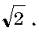 √2 .